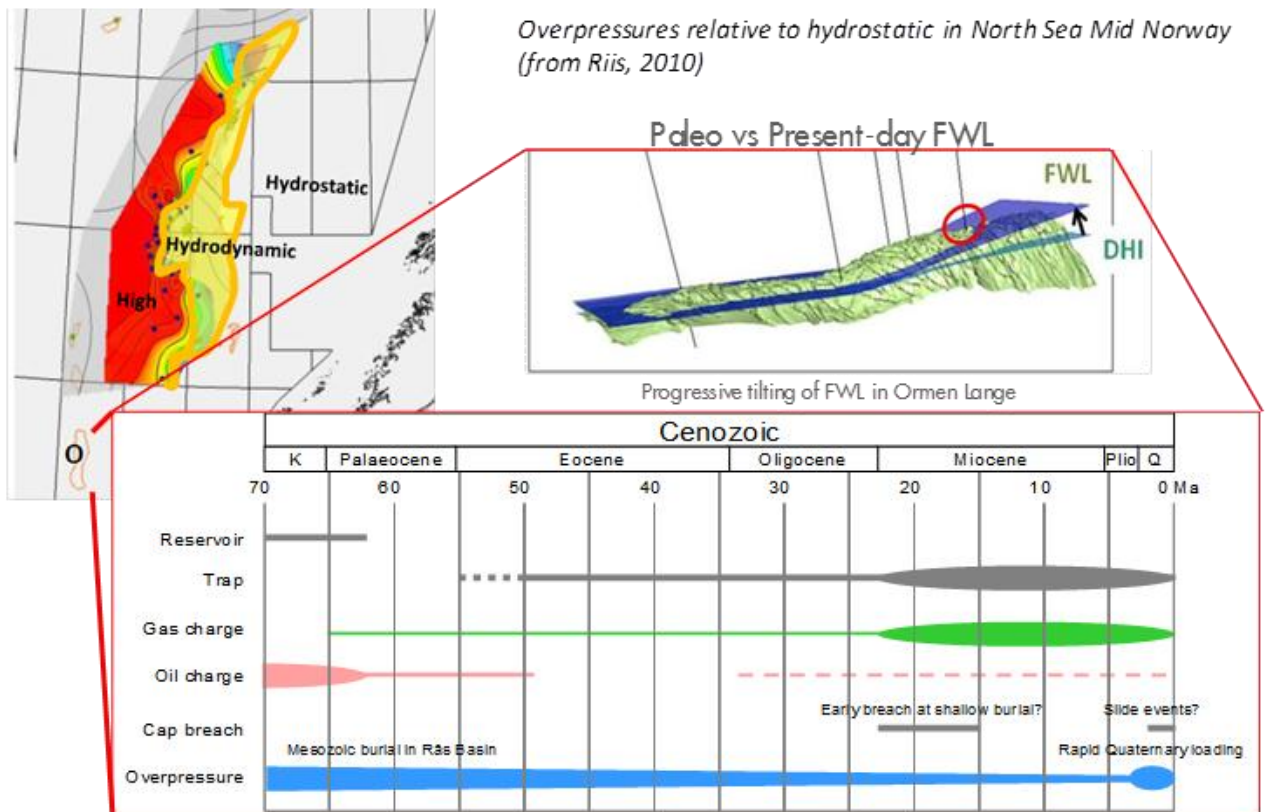 Overpressures relative to hydrostatic in North Sea Mid Norway
(from Riis, 2010)
Hydrostatic
Hydrodynamic
High
O
Paleo vs Present-day FWL
FWL
DHI
Progressive tilting of FWL in Ormen Lange
Cenozoic
K Palaeocene Eocene Oligocene Miocene Plio Q
70 60 50 40 30 20 10 0 Ma
Reservoir
Trap
Gas charge
Oil charge
Early breach at shallow burial? Slide events?
Cap breach
Mesozoic burial in Rås Basin Rapid Quaternary loading
Overpressure